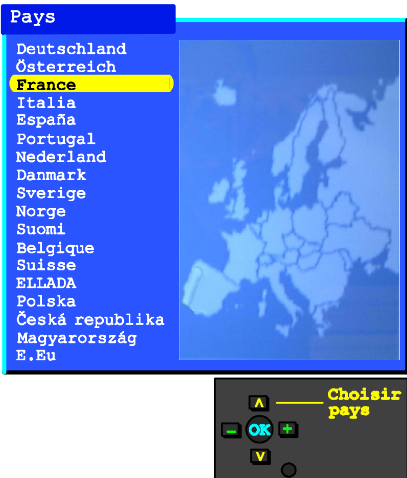 Pays
Deutschland
Österreich
France
Italia
España
Portugal
Nederland
Danmark
Sverige
Norge
Suomi
Belgique
Suisse
ELLADA
Polska
Česká republika
Magyarország
E.Eu
Choisir
pays
∧
- OK +
∨